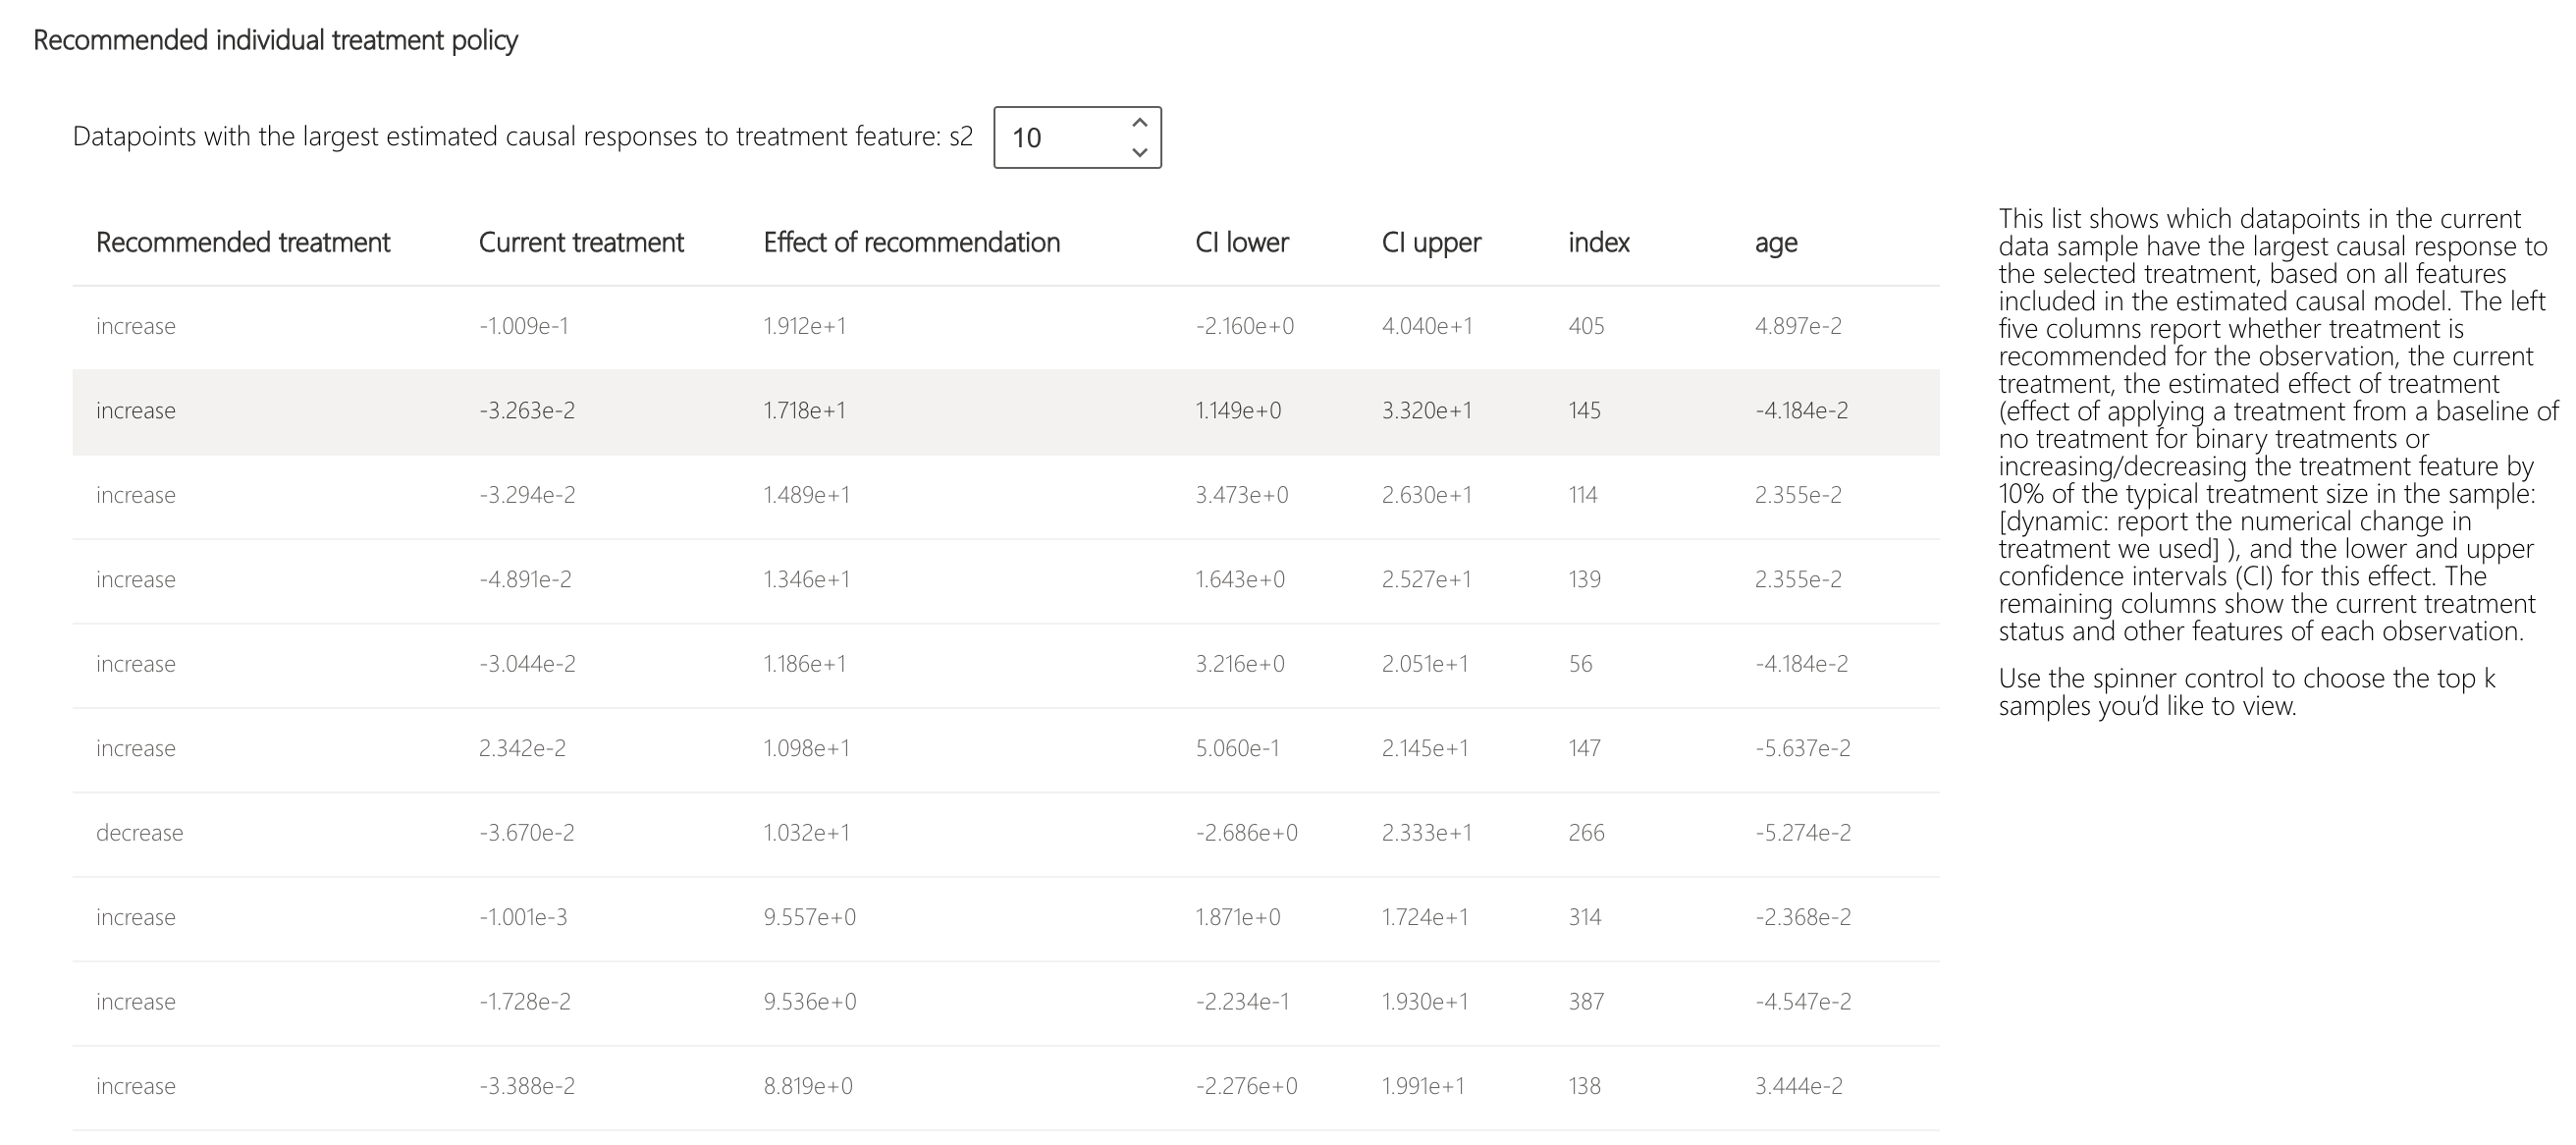 Recommended individual treatment policy
Datapoints with the largest estimated causal responses to treatment feature: s2 10
Recommended treatment Current treatment Effect of recommendation CI lower CI upper index age
increase -1.009e-1 1.912e+1 -2.160e+0 4.040e+1 405 4.897e-2
increase -3.263e-2 1.718e+1 1.149e+0 3.320e+1 145 -4.184e-2
increase -3.294e-2 1.489e+1 3.473e+0 2.630e+1 114 2.355e-2
increase -4.891e-2 1.346e+1 1.643e+0 2.527e+1 139 2.355e-2
increase -3.044e-2 1.186e+1 3.216e+0 2.051e+1 56 -4.184e-2
increase 2.342e-2 1.098e+1 5.060e-1 2.145e+1 147 -5.637e-2
decrease -3.670e-2 1.032e+1 -2.686e+0 2.333e+1 266 -5.274e-2
increase -1.001e-3 9.557e+0 1.871e+0 1.724e+1 314 -2.368e-2
increase -1.728e-2 9.536e+0 -2.234e-1 1.930e+1 387 -4.547e-2
increase -3.388e-2 8.819e+0 -2.276e+0 1.991e+1 138 3.444e-2
This list shows which datapoints in the current
data sample have the largest causal response to
the selected treatment, based on all features
included in the estimated causal model. The left
five columns report whether treatment is
recommended for the observation, the current
treatment, the estimated effect of treatment
(effect of applying a treatment from a baseline of
no treatment for binary treatments or
increasing/decreasing the treatment feature by
10% of the typical treatment size in the sample:
[dynamic: report the numerical change in
treatment we used] ), and the lower and upper
confidence intervals (CI) for this effect. The
remaining columns show the current treatment
status and other features of each observation.
Use the spinner control to choose the top k
samples you'd like to view.